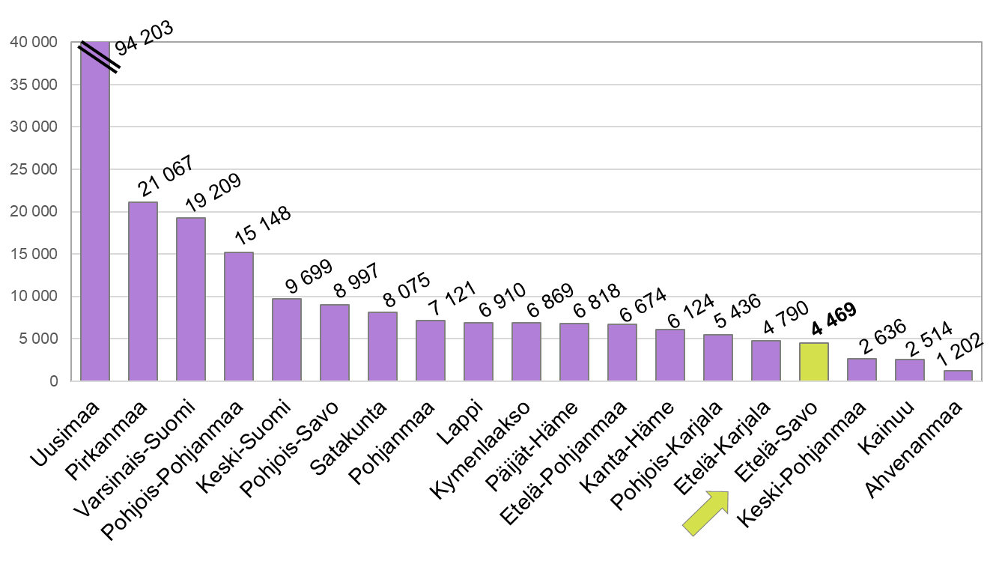 40 000
35 000
30 000
25 000
20 000
15 000
10 000
5 000
0
94 203
21 067
19 209
15 148
9 699
8 997
8 075
7 121
6 910
6 869
6 818
6 674
6 124
5 436
4 790
4 469
2 636
2 514
1 202
Uusimaa
Pirkanmaa
Varsinais-Suomi
Pohjois-Pohjanmaa
Keski-Suomi
Pohjois-Savo
Satakunta
Pohjanmaa
Lappi
Kymenlaakso
Päijät-Häme
Etelä-Pohjanmaa
Kanta-Häme
Pohjois-Karjala
Etelä-Karjala
Etelä-Savo
Keski-Pohjanmaa
Kainuu
Ahvenanmaa